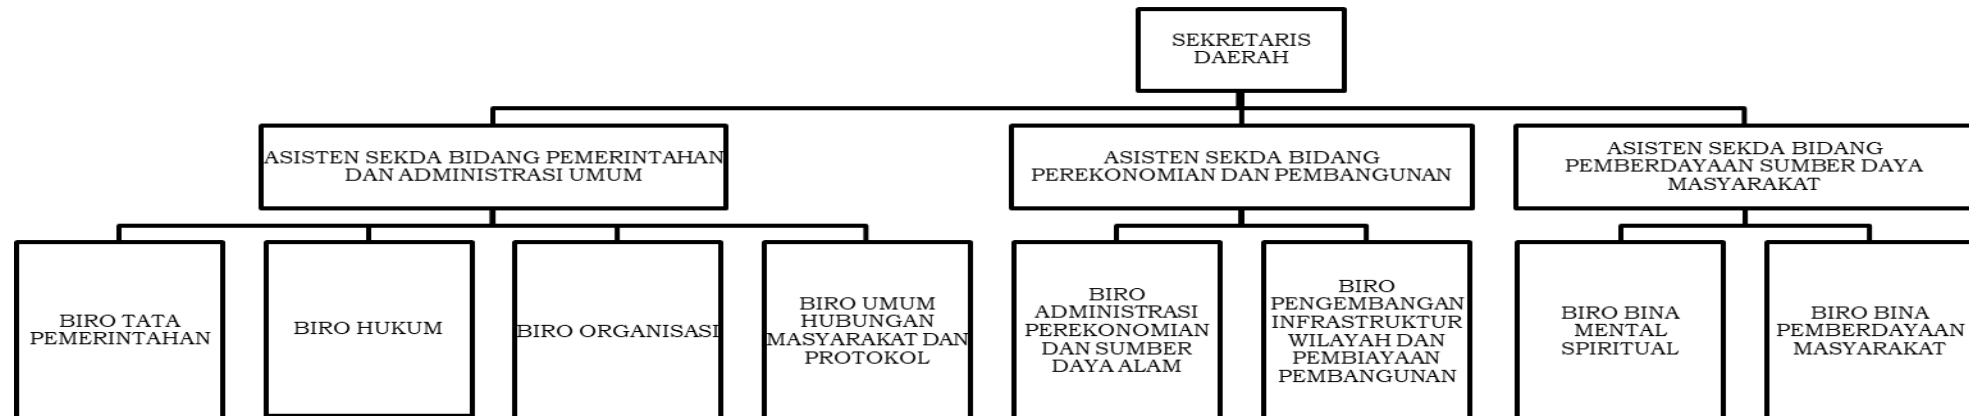 SEKRETARIS
DAERAH
ASISTEN SEKDA BIDANG PEMERINTAHAN
DAN ADMINISTRASI UMUM
ASISTEN SEKDA BIDANG
PEREKONOMIAN DAN PEMBANGUNAN
ASISTEN SEKDA BIDANG
PEMBERDAYAAN SUMBER DAYA
MASYARAKAT
BIRO TATA
PEMERINTAHAN
BIRO HUKUM
BIRO ORGANISASI
BIRO UMUM
HUBUNGAN
MASYARAKAT DAN
PROTOKOL
BIRO
ADMINISTRASI
PEREKONOMIAN
DAN SUMBER
DAYA ALAM
BIRO
PENGEMBANGAN
INFRASTRUKTUR
WILAYAH DAN
PEMBIAYAAN
PEMBANGUNAN
BIRO BINA
MENTAL
SPIRITUAL
BIRO BINA
PEMBERDAYAAN
MASYARAKAT